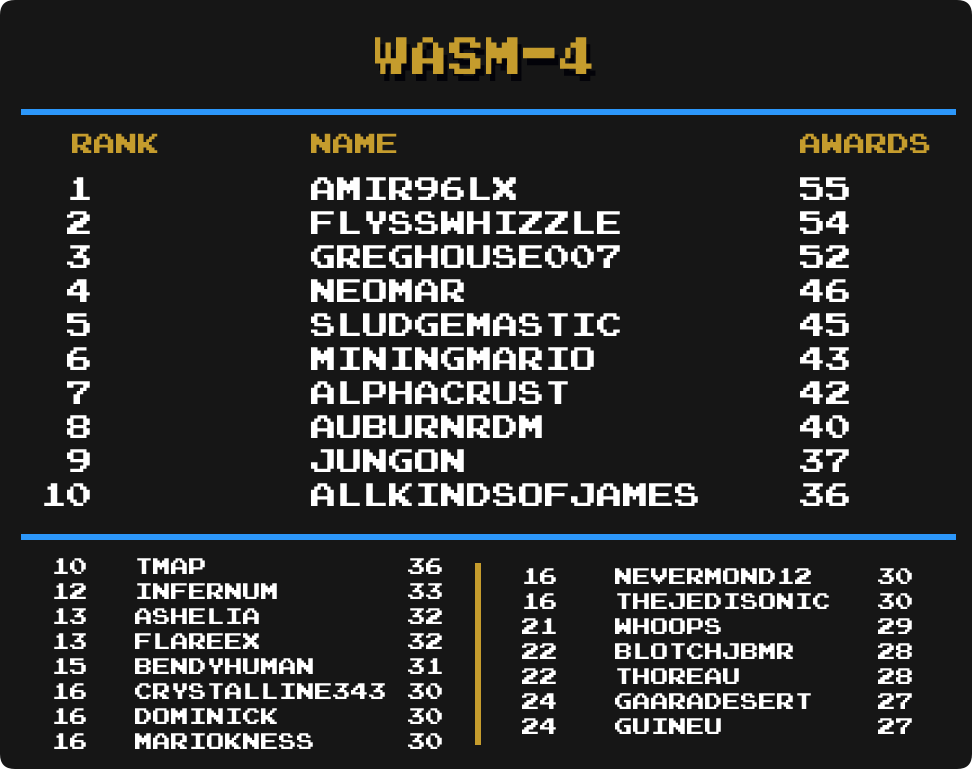 WASM-4
RANK NAME AWARDS
1 AMIR96LX 55
2 FLYSSWHIZZLE 54
3 GREGHOUSE007 52
4 NEOMAR 46
5 SLUDGEMASTIC 45
6 MININGMARIO 43
7 ALPHACRUST 42
8 AUBURNRDM 40
9 JUNGON 37
10 ALLKINDSOFJAMES 36
10 TMAP 36
12 INFERNUM 33
13 ASHELIA 32
13 FLAREEX 32
15 BENDYHUMAN 31
16 CRYSTALLINE343 30
16 DOMINICK 30
16 MARIOKNESS 30
16 NEVERMOND12 30
16 THEJEDISONIC 30
21 WHOOPS 29
22 BLOTCHJBMR 28
22 THOREAU 28
24 GAARADESERT 27
24 GUINEU 27